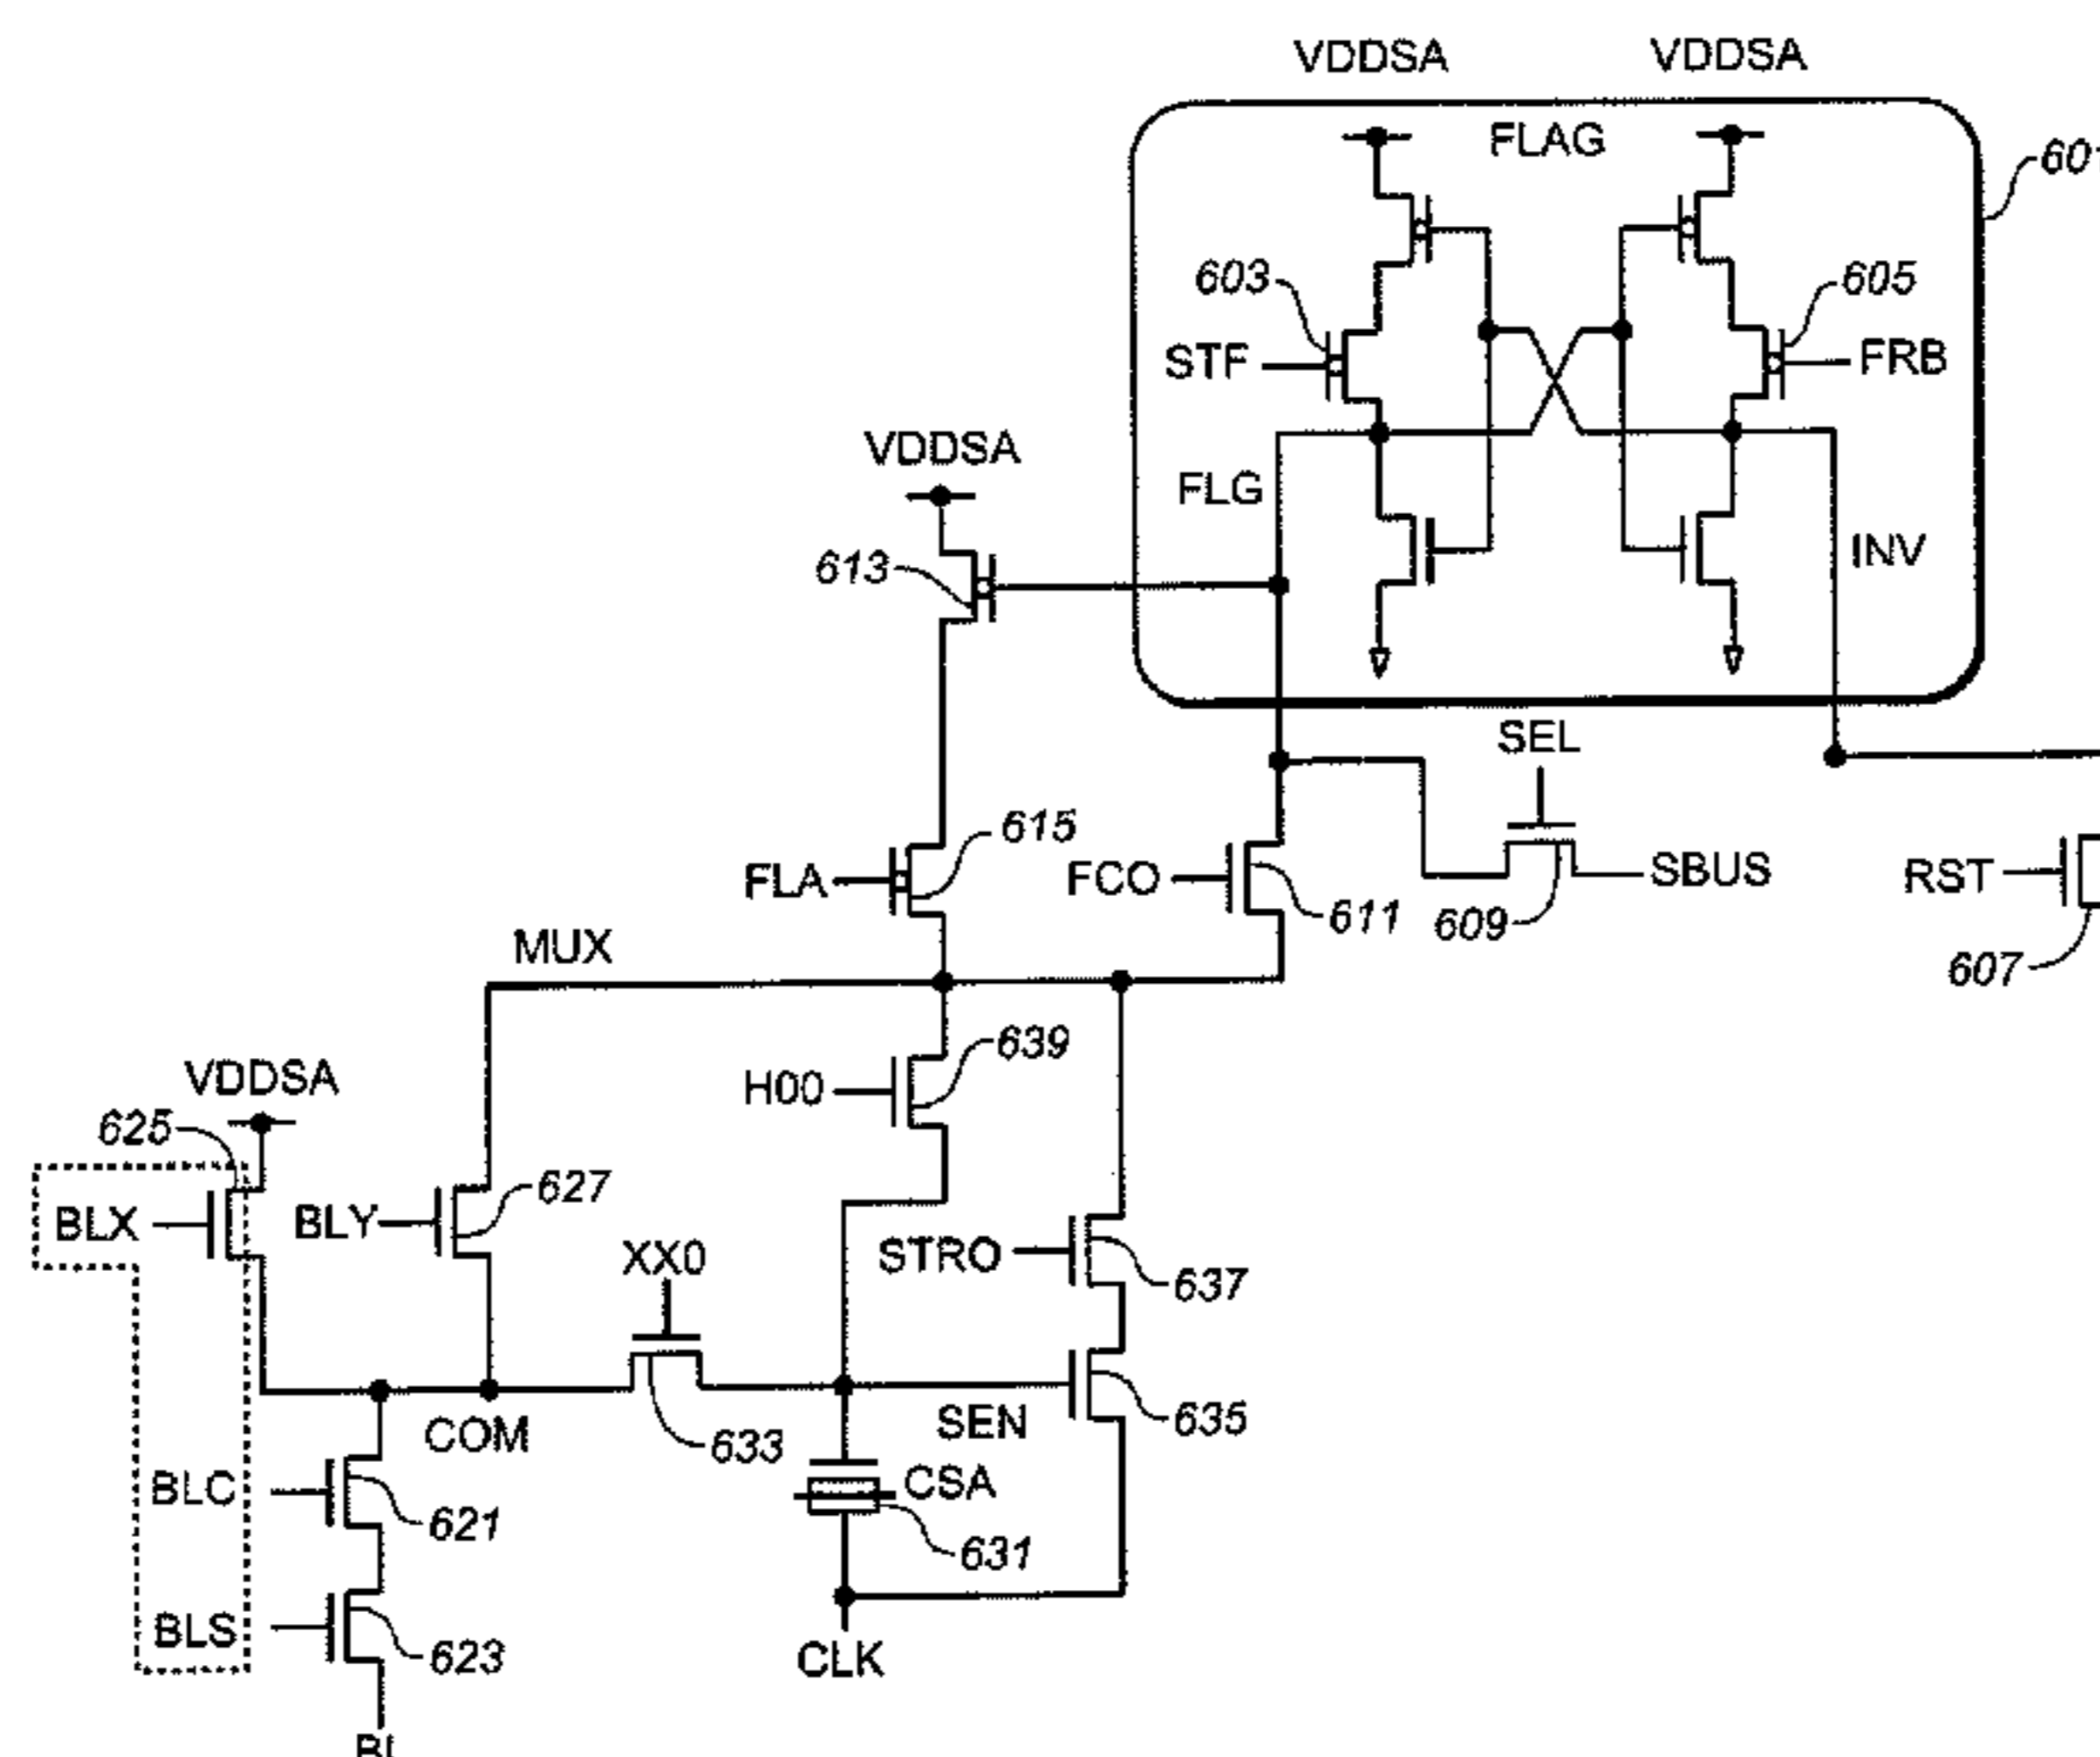 VDDSA VDDSA
FLAG
603
605
STF
FRB
VDDSA
FLG
INV
613
SEL
615
FLA
FCO
SBUS
RST
611
609
607
MUX
639
H00
VDDSA
625
627
BLX
BLY
XX0
STRO
637
COM
SEN
635
633
CSA
BLC
621
631
BLS
623
CLK